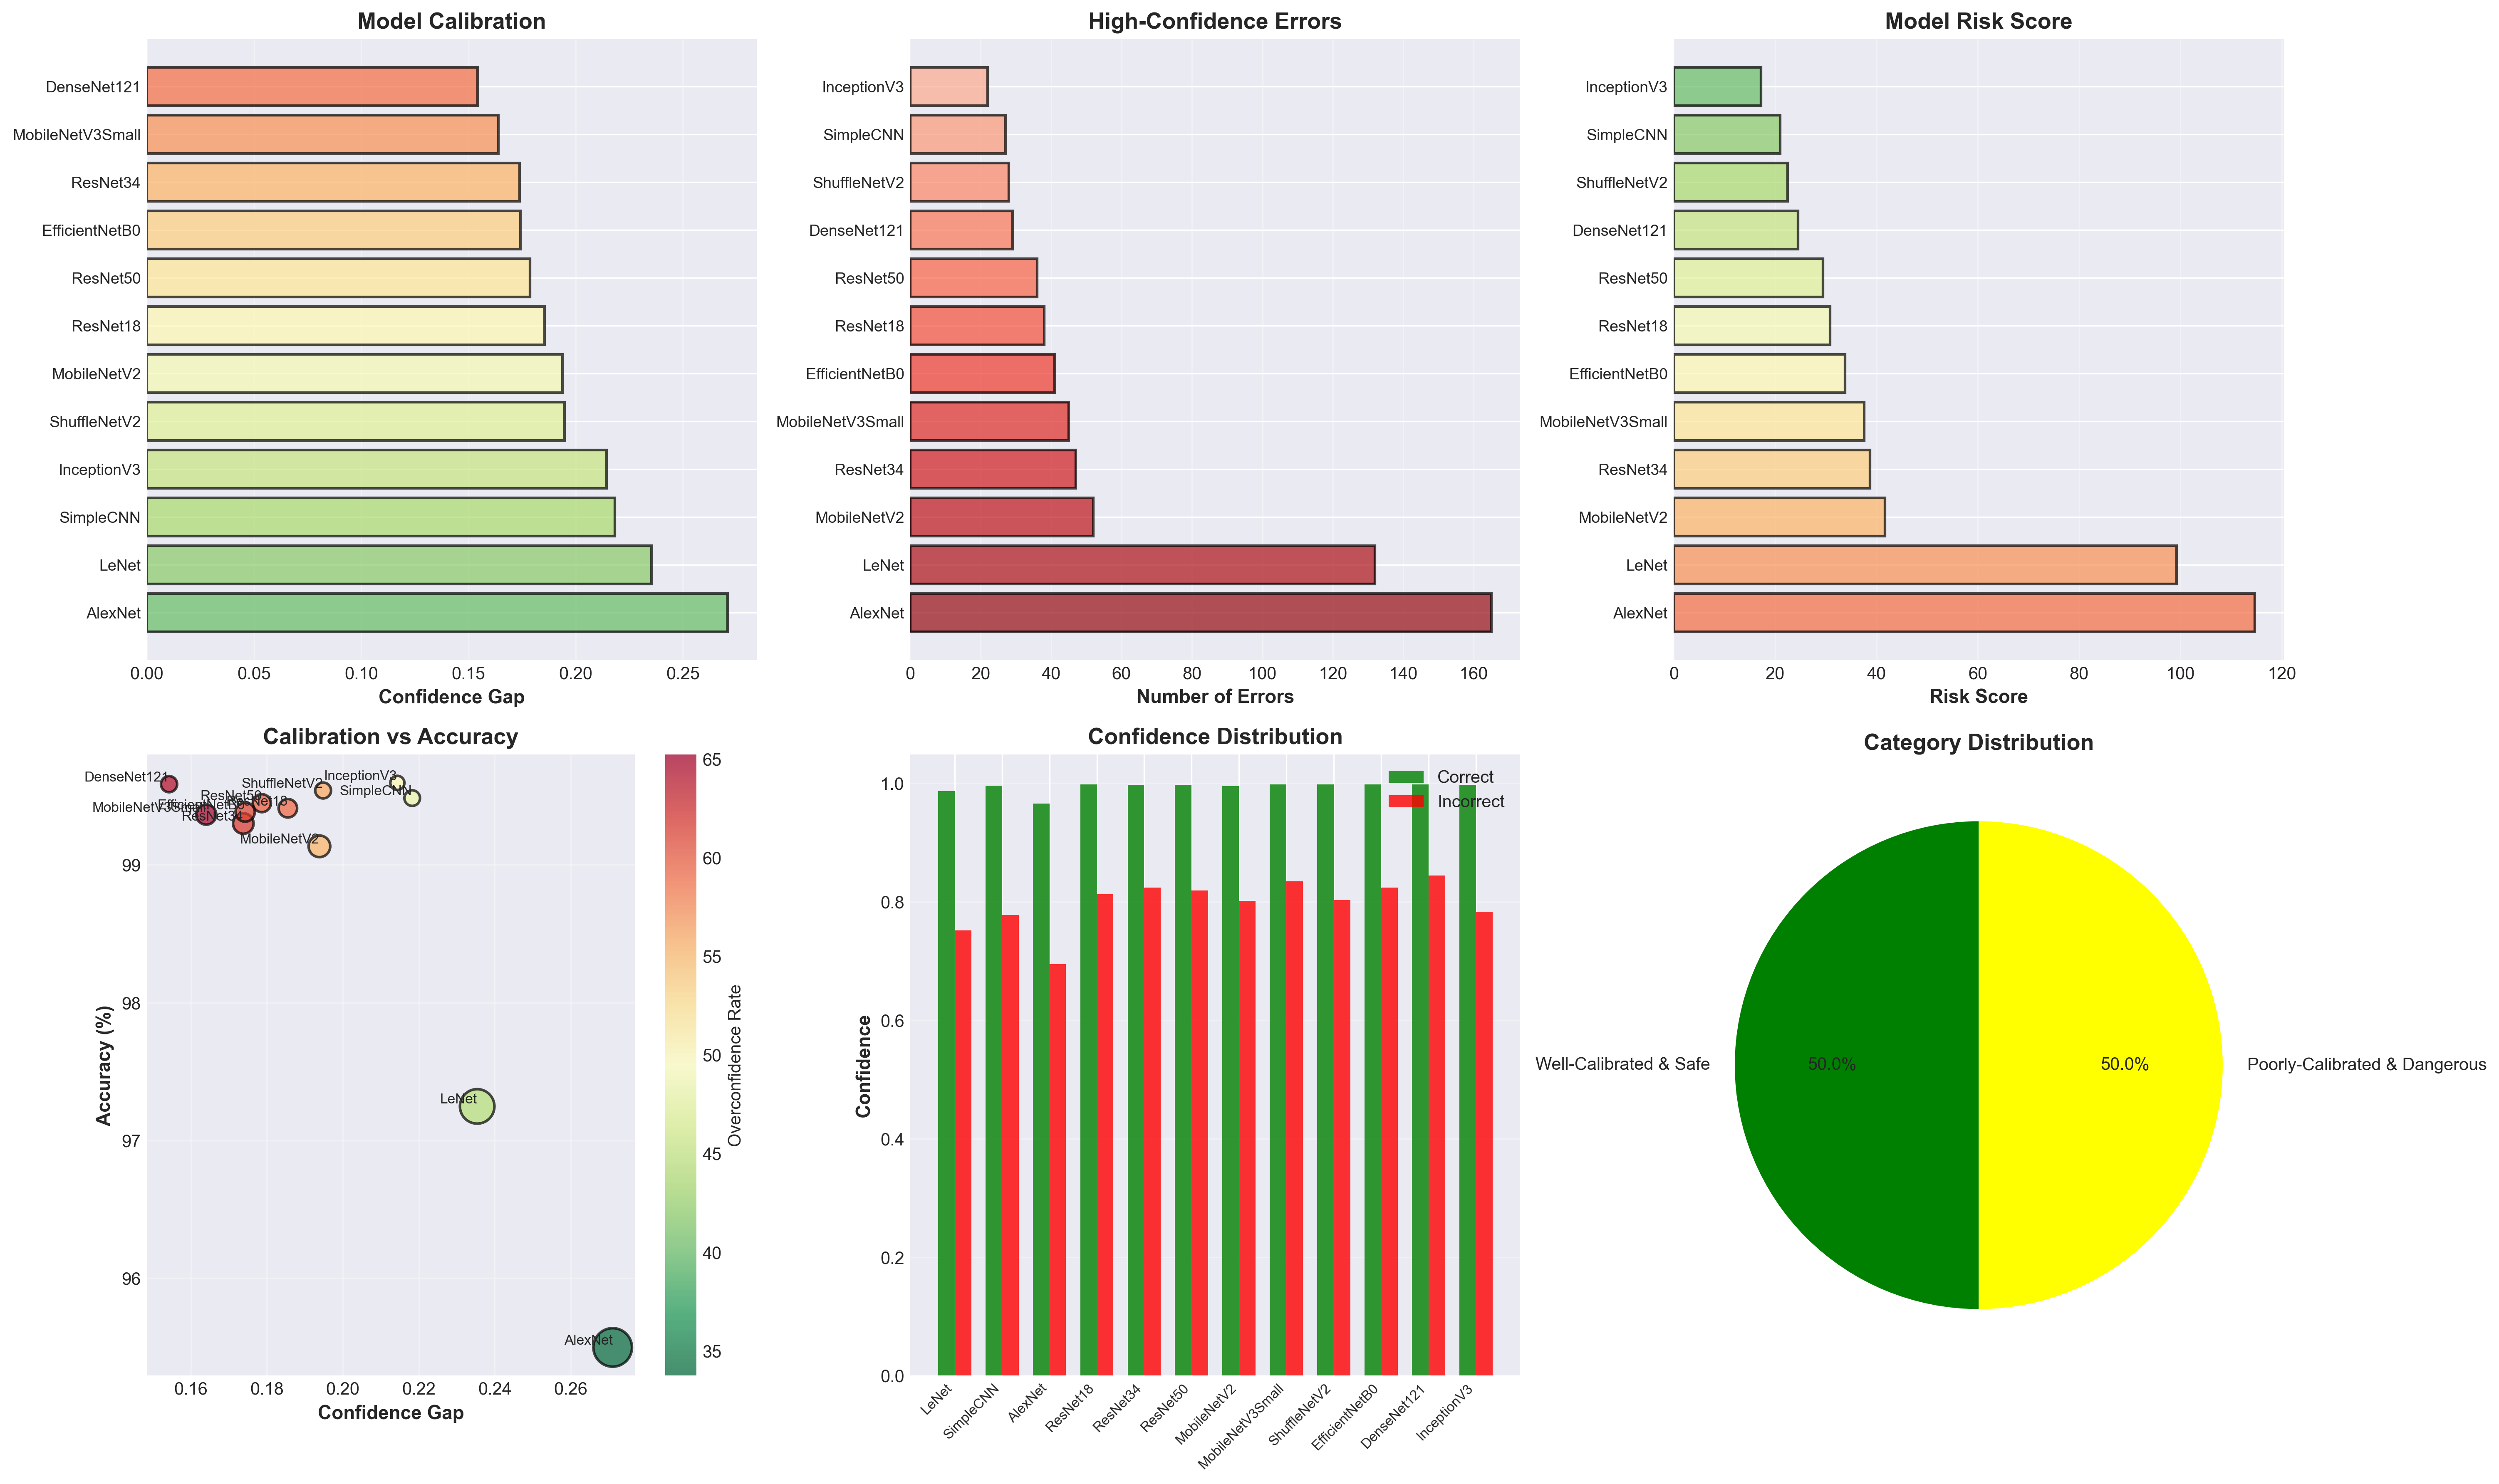 Model Calibration
DenseNet121
MobileNetV3Small
ResNet34
EfficientNetB0
ResNet50
ResNet18
MobileNetV2
ShuffleNetV2
InceptionV3
SimpleCNN
LeNet
AlexNet
0.00 0.05 0.10 0.15 0.20 0.25
Confidence Gap
High-Confidence Errors
InceptionV3
SimpleCNN
ShuffleNetV2
DenseNet121
ResNet50
ResNet18
EfficientNetB0
MobileNetV3Small
ResNet34
MobileNetV2
LeNet
AlexNet
0 20 40 60 80 100 120 140 160
Number of Errors
Model Risk Score
InceptionV3
SimpleCNN
ShuffleNetV2
DenseNet121
ResNet50
ResNet18
EfficientNetB0
MobileNetV3Small
ResNet34
MobileNetV2
LeNet
AlexNet
0 20 40 60 80 100 120
Risk Score
Calibration vs Accuracy
Accuracy (%)
99
98
97
96
DenseNet121
InceptionV3
ShuffleNetV2
SimpleCNN
ResNet50
ResNet18
EfficientNetB0
MobileNetV3Small
ResNet34
MobileNetV2
LeNet
AlexNet
0.16 0.18 0.20 0.22 0.24 0.26
Confidence Gap
65
60
55
50
45
40
35
Overconfidence Rate
Confidence Distribution
Correct
Incorrect
Confidence
1.0
0.8
0.6
0.4
0.2
0.0
LeNet
SimpleCNN
AlexNet
ResNet18
ResNet34
ResNet50
MobileNetV2
MobileNetV3Small
ShuffleNetV2
EfficientNetB0
DenseNet121
InceptionV3
Category Distribution
Well-Calibrated & Safe
50.0%
50.0%
Poorly-Calibrated & Dangerous